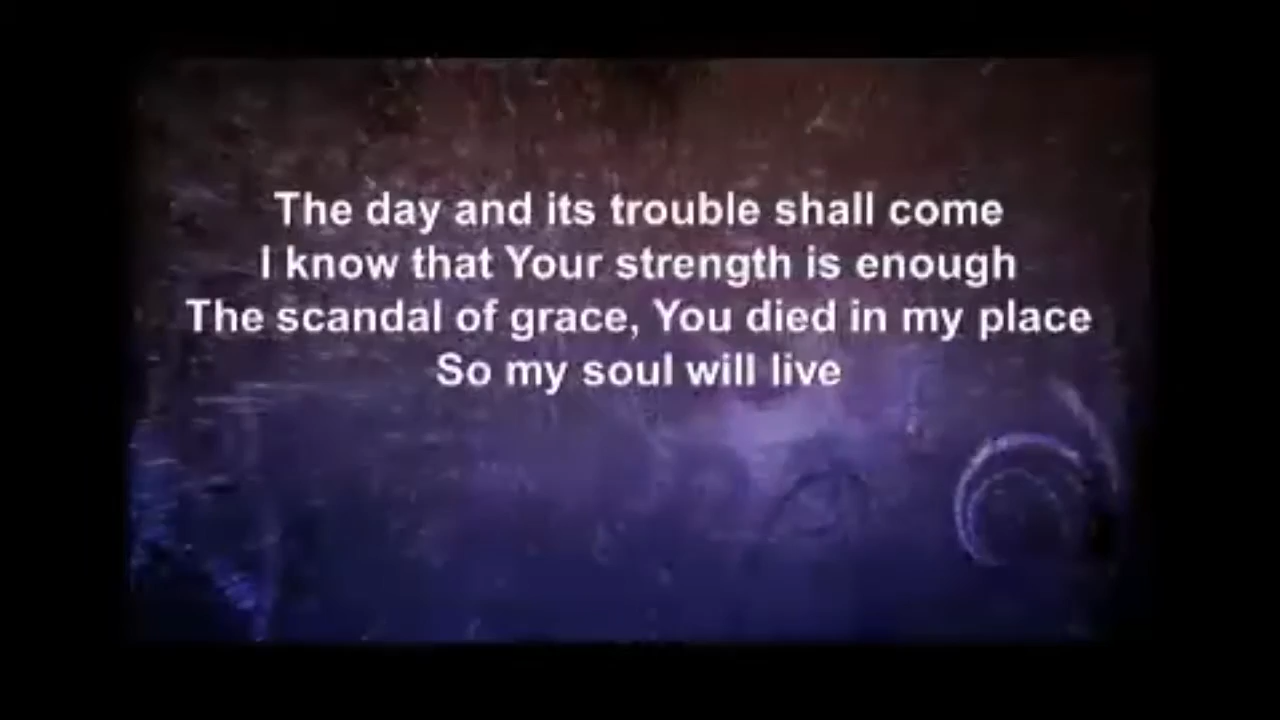 The day and its trouble shall come
I know that Your strength is enough
The scandal of grace, You died in my place
So my soul will live